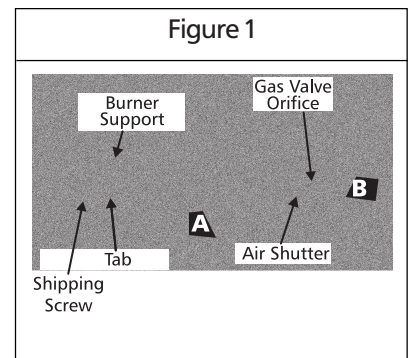 Figure 1
Burner
Support
Gas Valve
Orifice
B
A
Tab
Air Shutter
Shipping
Screw